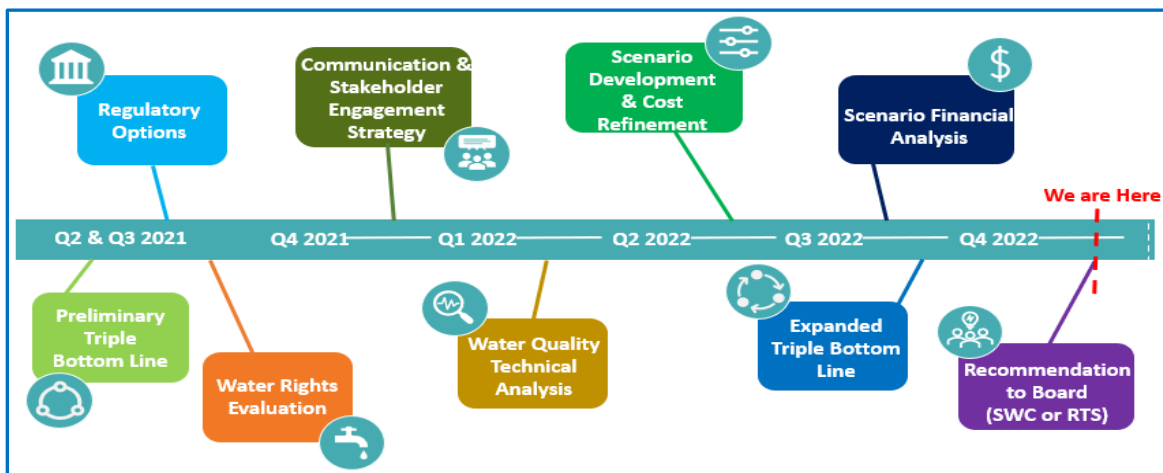 Regulatory
Options
Communication &
Stakeholder
Engagement
Strategy
Scenario
Development
& Cost
Refinement
Scenario Financial
Analysis
We are Here
Q2 & Q3 2021
Q4 2021
Q1 2022
Q2 2022
Q3 2022
Q4 2022
Preliminary
Triple
Bottom Line
Water Rights
Evaluation
Water Quality
Technical
Analysis
Expanded
Triple Bottom
Line
Recommendation
to Board
(SWC or RTS)
$